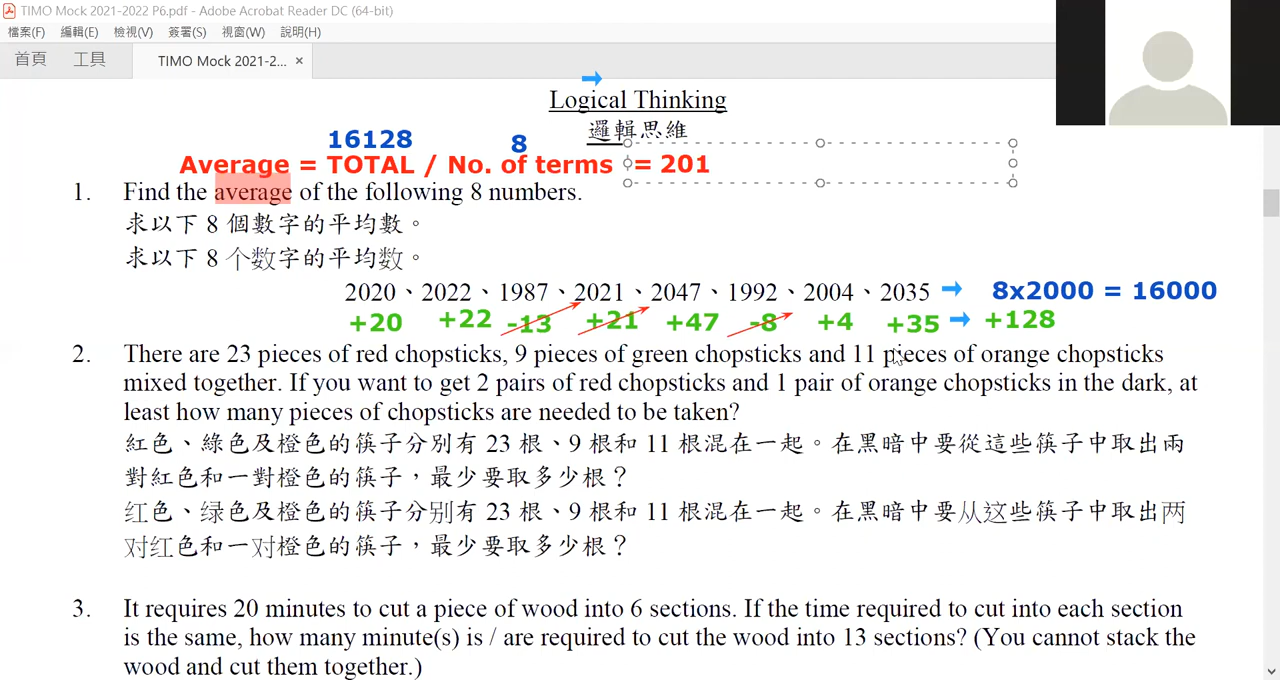 TIMO Mock 2021-2022 P6.pdf - Adobe Acrobat Reader DC (64-bit)
檔案(F) 編輯(E) 檢視(V) 簽署(S) 視窗(W) 說明(H)
首頁 工具 TIMO Mock 2021-2... ×
Logical Thinking
邏輯思維
16128 8
Average = TOTAL / No. of terms = 201
1. Find the average of the following 8 numbers.
求以下 8 個數字的平均數。
求以下 8 个数字的平均数。
2020、2022、1987、2021、2047、1992、2004、2035 8x2000 = 16000
+20 +22 -13 +21 +47 -8 +4 +35 +128
2. There are 23 pieces of red chopsticks, 9 pieces of green chopsticks and 11 pieces of orange chopsticks
mixed together. If you want to get 2 pairs of red chopsticks and 1 pair of orange chopsticks in the dark, at
least how many pieces of chopsticks are needed to be taken?
紅色、綠色及橙色的筷子分別有 23 根、9 根和 11 根混在一起。在黑暗中要從這些筷子中取出兩
對紅色和一對橙色的筷子，最少要取多少根？
红色、绿色及橙色的筷子分别有 23 根、9 根和 11 根混在一起。在黑暗中要从这些筷子中取出两
对红色和一对橙色的筷子，最少要取多少根？
3. It requires 20 minutes to cut a piece of wood into 6 sections. If the time required to cut into each section
is the same, how many minute(s) is / are required to cut the wood into 13 sections? (You cannot stack the
wood and cut them together.)